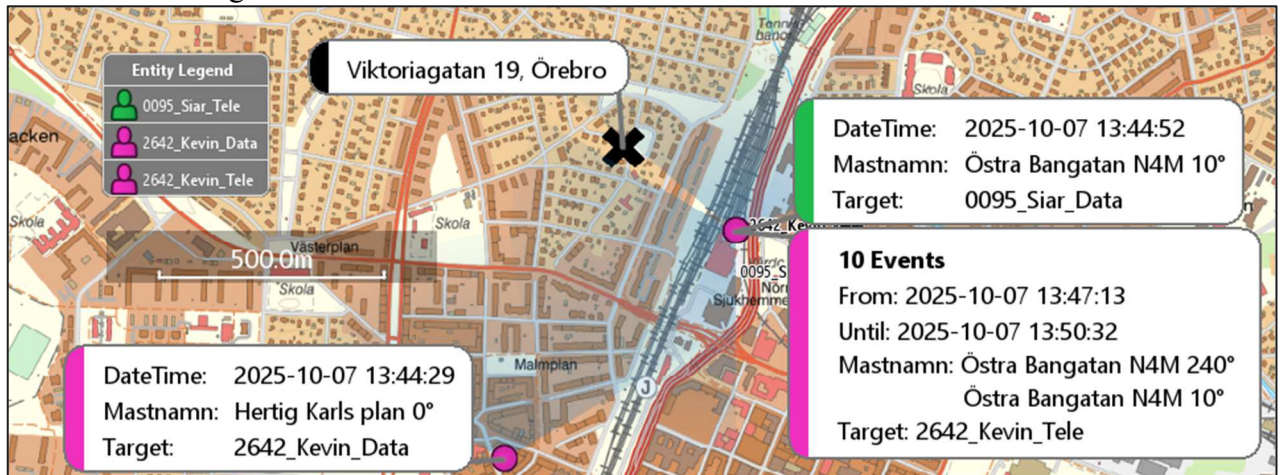 Entity Legend
0095_Siar_Tele
2642_Kevin_Data
2642_Kevin_Tele
Viktoriagatan 19, Örebro
DateTime: 2025-10-07 13:44:52
Mastnamn: Östra Bangatan N4M 10°
Target: 0095_Siar_Data
10 Events
From: 2025-10-07 13:47:13
Until: 2025-10-07 13:50:32
Mastnamn: Östra Bangatan N4M 240°
Östra Bangatan N4M 10°
Target: 2642_Kevin_Tele
DateTime: 2025-10-07 13:44:29
Mastnamn: Hertig Karls plan 0°
Target: 2642_Kevin_Data
500.0m
acken
Skola
Västerplan
Skola
Skola
Skola
Malmplan
J